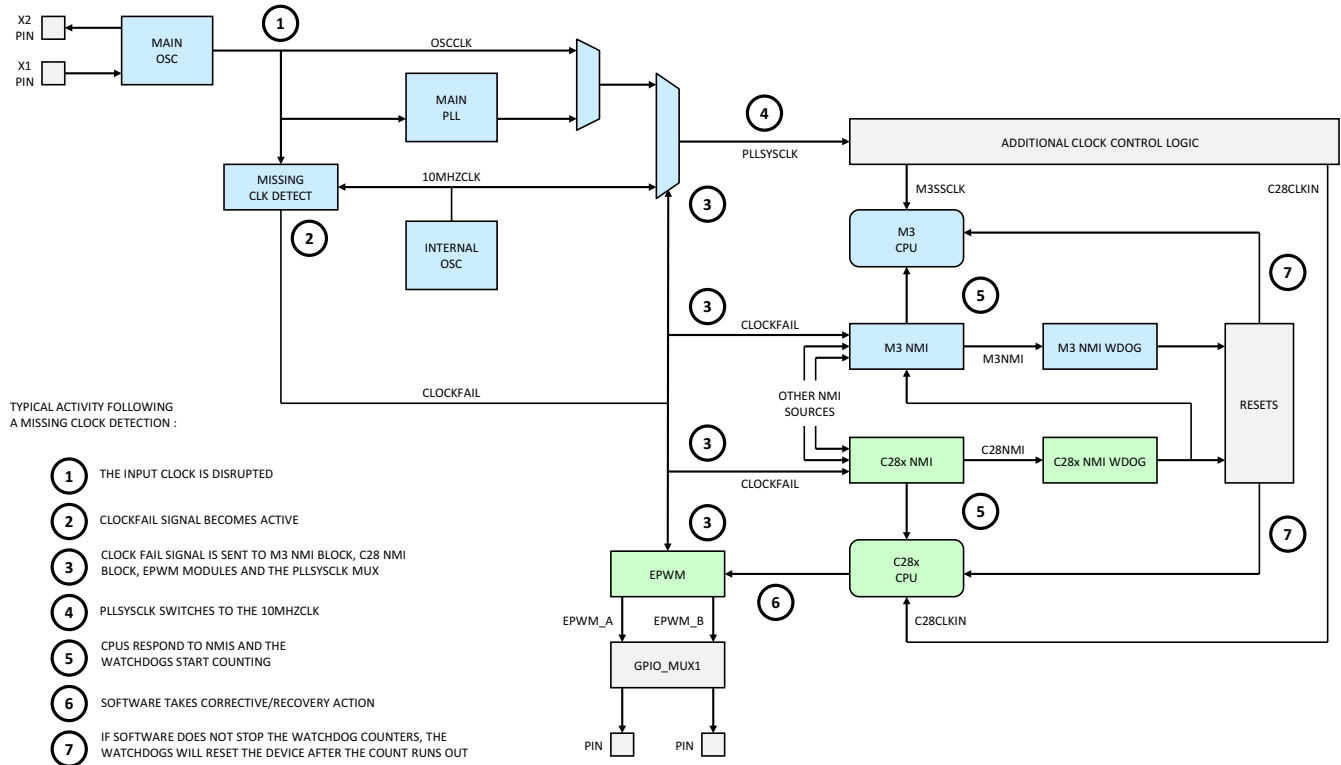 X2
PIN
X1
PIN
MAIN
OSC
1
OSCCLK
MAIN
PLL
4
PLLSYSCLK
ADDITIONAL CLOCK CONTROL LOGIC
MISSING
CLK DETECT
10MHZCLK
M3SSCLK
C28CLKIN
2
INTERNAL
OSC
3
M3
CPU
7
5
3
CLOCKFAIL
M3 NMI
M3NMI
M3 NMI WDOG
CLOCKFAIL
OTHER NMI
SOURCES
RESETS
3
CLOCKFAIL
C28x NMI
C28NMI
C28x NMI WDOG
5
3
7
EPWM
6
C28x
CPU
EPWM_A
EPWM_B
C28CLKIN
GPIO_MUX1
PIN
PIN
TYPICAL ACTIVITY FOLLOWING
A MISSING CLOCK DETECTION :
1 THE INPUT CLOCK IS DISRUPTED
2 CLOCKFAIL SIGNAL BECOMES ACTIVE
3 CLOCK FAIL SIGNAL IS SENT TO M3 NMI BLOCK, C28 NMI
BLOCK, EPWM MODULES AND THE PLLSYSCLK MUX
4 PLLSYSCLK SWITCHES TO THE 10MHZCLK
5 CPUS RESPOND TO NMIS AND THE
WATCHDOGS START COUNTING
6 SOFTWARE TAKES CORRECTIVE/RECOVERY ACTION
7 IF SOFTWARE DOES NOT STOP THE WATCHDOG COUNTERS, THE
WATCHDOGS WILL RESET THE DEVICE AFTER THE COUNT RUNS OUT